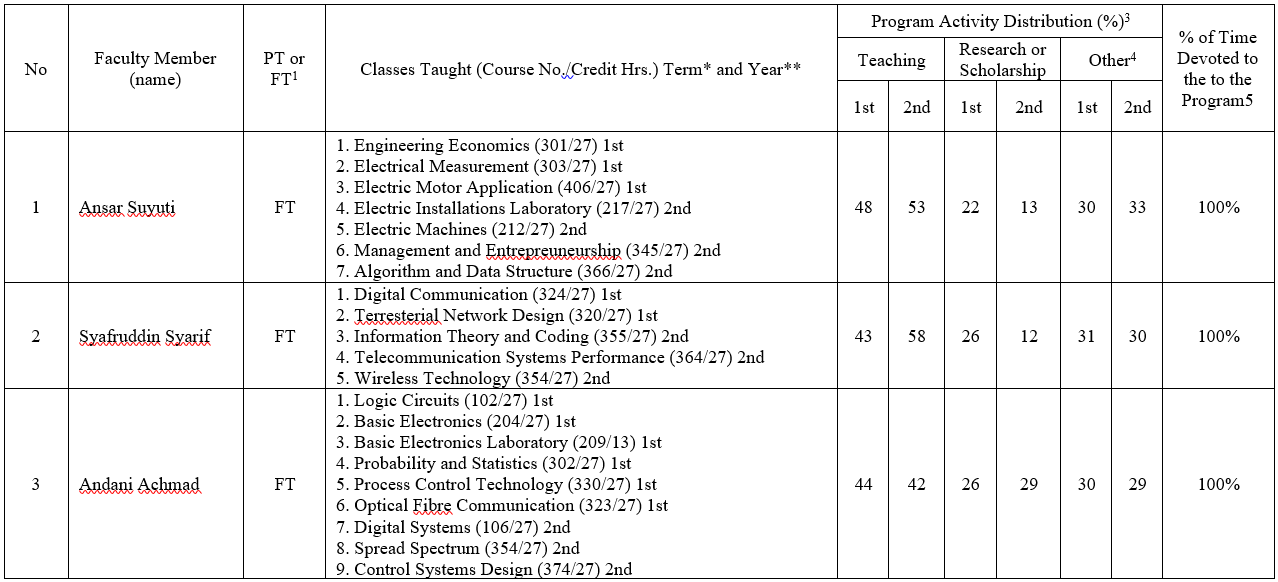 No
Faculty Member
(name)
PT or
FT1
Classes Taught (Course No./Credit Hrs.) Term* and Year**
Program Activity Distribution (%)3
Teaching
Research or
Scholarship
Other4
1st
2nd
1st
2nd
1st
2nd
% of Time
Devoted to
the to the
Program5
1
Ansar Suyuti
FT
1. Engineering Economics (301/27) 1st
2. Electrical Measurement (303/27) 1st
3. Electric Motor Application (406/27) 1st
4. Electric Installations Laboratory (217/27) 2nd
5. Electric Machines (212/27) 2nd
6. Management and Entrepreuneurship (345/27) 2nd
7. Algorithm and Data Structure (366/27) 2nd
48
53
22
13
30
33
100%
2
Syafruddin Syarif
FT
1. Digital Communication (324/27) 1st
2. Terresterial Network Design (320/27) 1st
3. Information Theory and Coding (355/27) 2nd
4. Telecommunication Systems Performance (364/27) 2nd
5. Wireless Technology (354/27) 2nd
43
58
26
12
31
30
100%
3
Andani Achmad
FT
1. Logic Circuits (102/27) 1st
2. Basic Electronics (204/27) 1st
3. Basic Electronics Laboratory (209/13) 1st
4. Probability and Statistics (302/27) 1st
5. Process Control Technology (330/27) 1st
6. Optical Fibre Communication (323/27) 1st
7. Digital Systems (106/27) 2nd
8. Spread Spectrum (354/27) 2nd
9. Control Systems Design (374/27) 2nd
44
42
26
29
30
29
100%